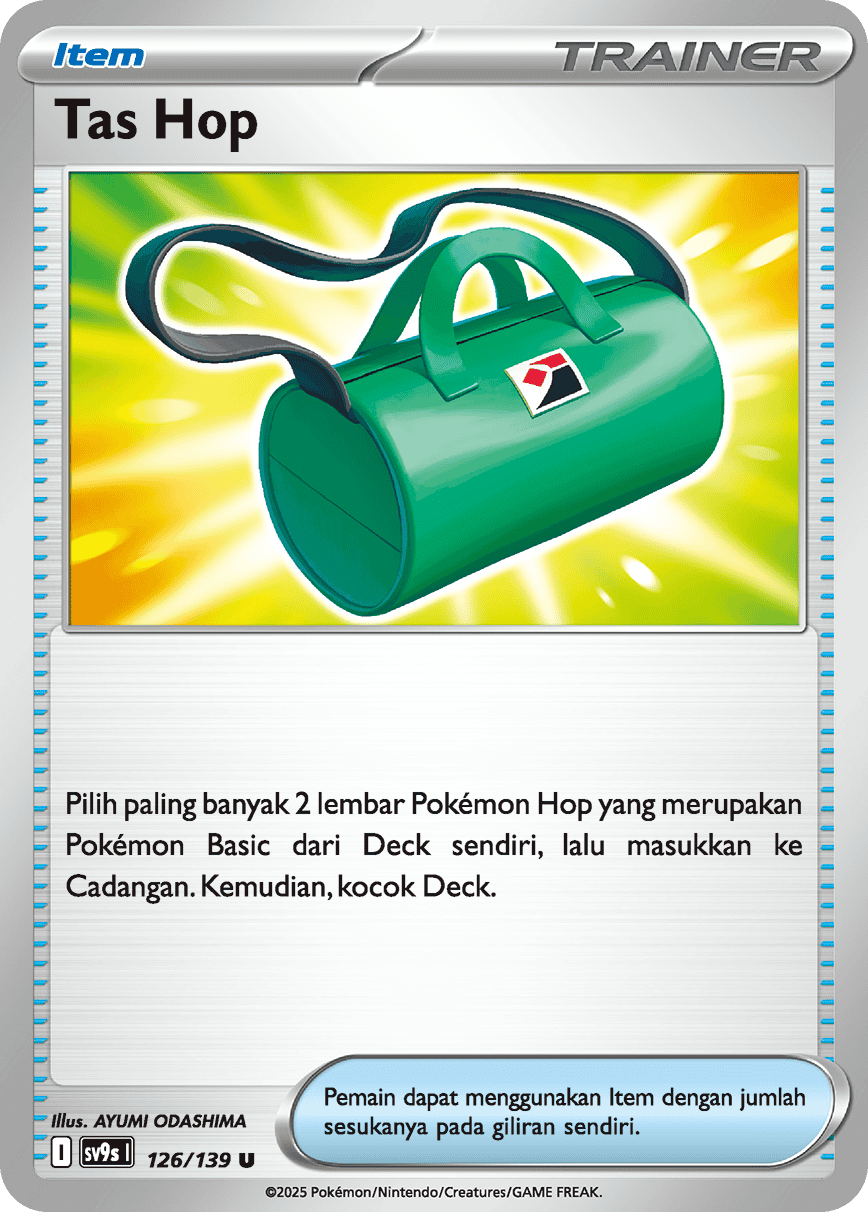 Item
TRAINER
Tas Hop
Pilih paling banyak 2 lembar Pokémon Hop yang merupakan
Pokémon Basic dari Deck sendiri, lalu masukkan ke
Cadangan. Kemudian, kocok Deck.
Pemain dapat menggunakan Item dengan jumlah
sesukanya pada giliran sendiri.
Illus. AYUMI ODASHIMA
I sv9s I 126/139 U
©2025 Pokémon/Nintendo/Creatures/GAME FREAK.